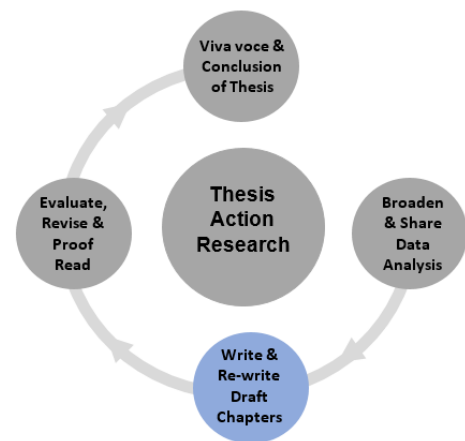 Viva voce &
Conclusion
of Thesis
Thesis
Action
Research
Evaluate,
Revise &
Proof
Read
Broaden
& Share
Data
Analysis
Write &
Re-write
Draft
Chapters